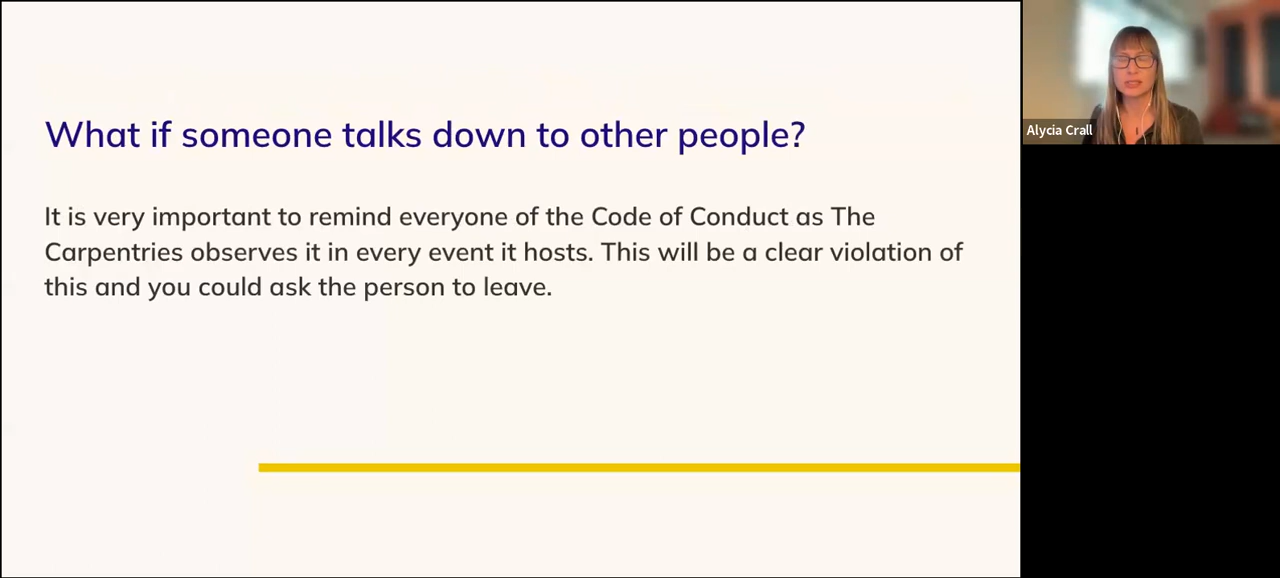 What if someone talks down to other people?
It is very important to remind everyone of the Code of Conduct as The
Carpentries observes it in every event it hosts. This will be a clear violation of
this and you could ask the person to leave.
Alycia Crall